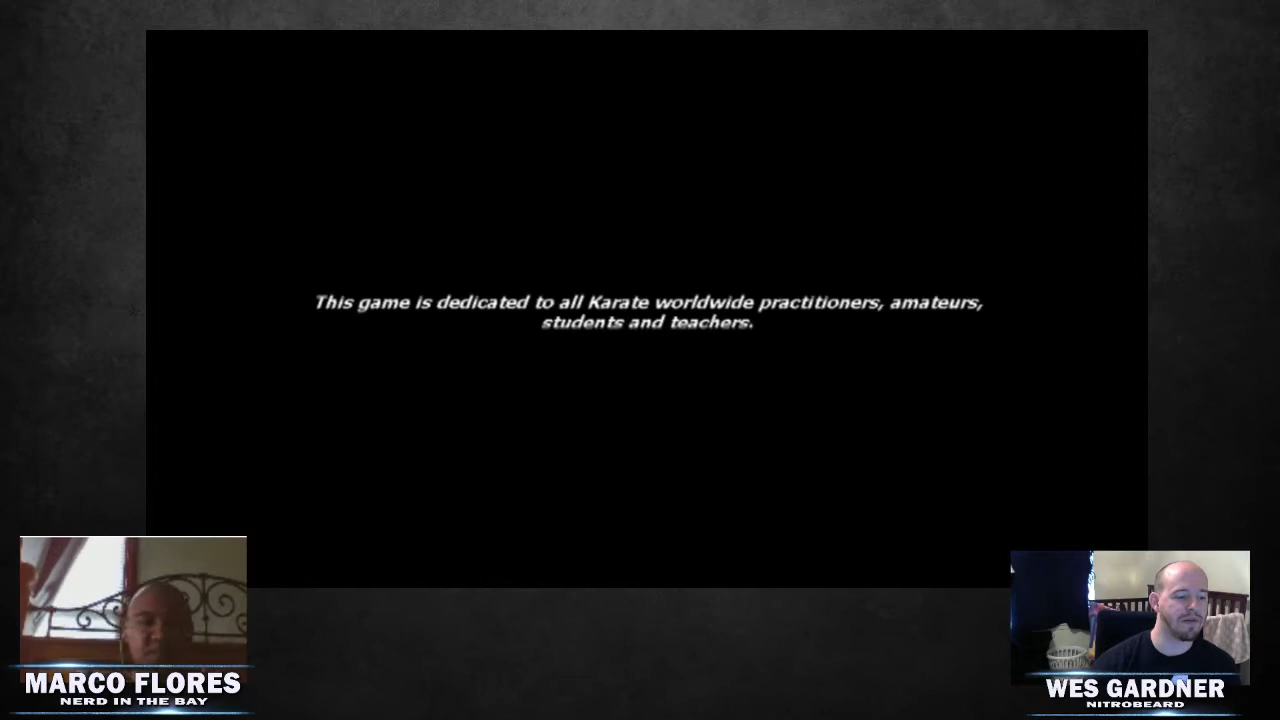 This game is dedicated to all Karate worldwide practitioners, amateurs,
students and teachers.
MARCO FLORES
NERD IN THE BAY
WES GARDNER
NITROBEARD